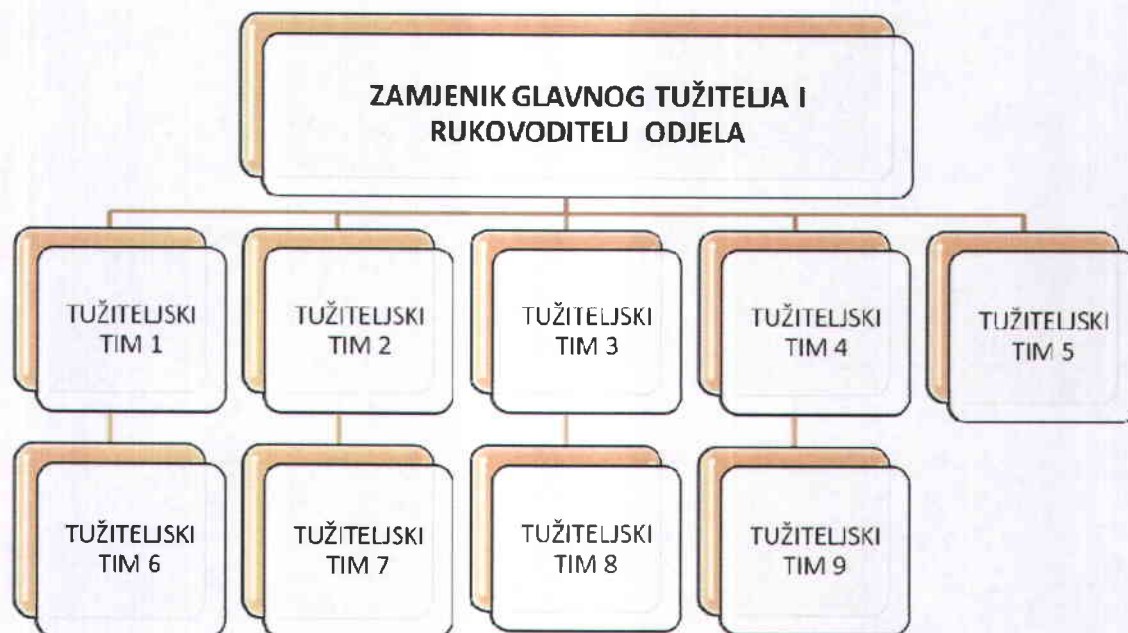 ZAMJENIK GLAVNOG TUŽITELJA I
RUKOVODITELJ ODJELA
TUŽITELJSKI
TIM 1
TUŽITELJSKI
TIM 2
TUŽITELJSKI
TIM 3
TUŽITELJSKI
TIM 4
TUŽITELJSKI
TIM 5
TUŽITELJSKI
TIM 6
TUŽITELJSKI
TIM 7
TUŽITELJSKI
TIM 8
TUŽITELJSKI
TIM 9